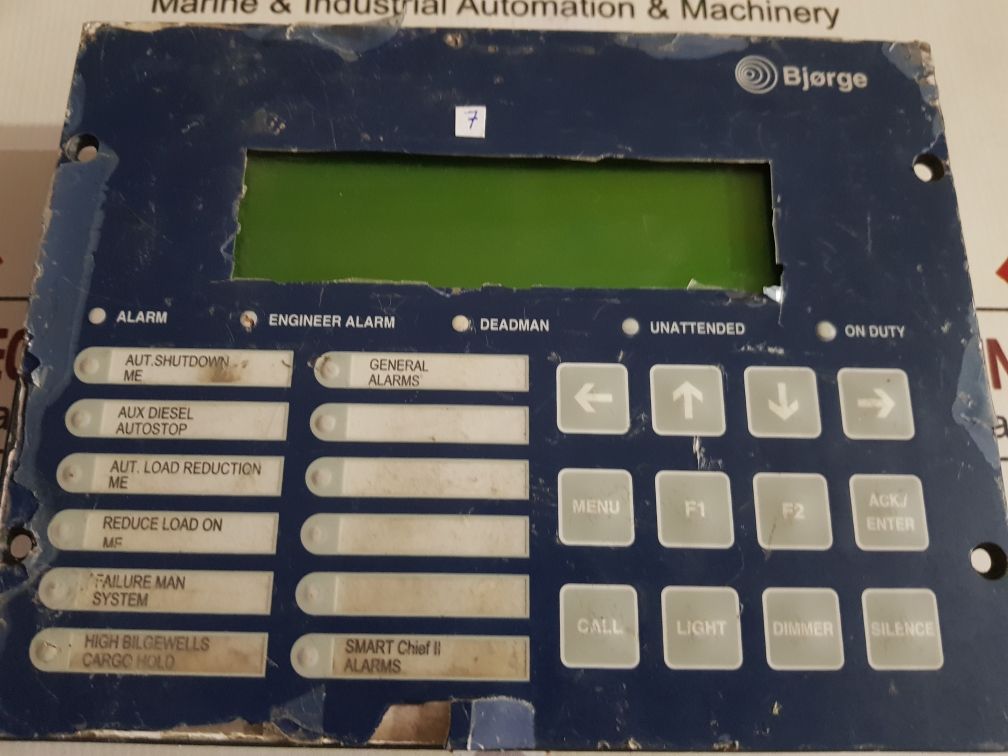 Marine & Industrial Automation & Machinery
Bjørge
7
ALARM
ENGINEER ALARM
DEADMAN
UNATTENDED
ON DUTY
AUT.SHUTDOWN
ME
GENERAL
ALARMS
AUX DIESEL
AUTOSTOP
AUT. LOAD REDUCTION
ME
REDUCE LOAD ON
ME
FAILURE MAN
SYSTEM
HIGH BILGEWELLS
CARGO HOLD
SMART Chief II
ALARMS
MENU
F1
F2
ACK./
ENTER
CALL
LIGHT
DIMMER
SILENCE